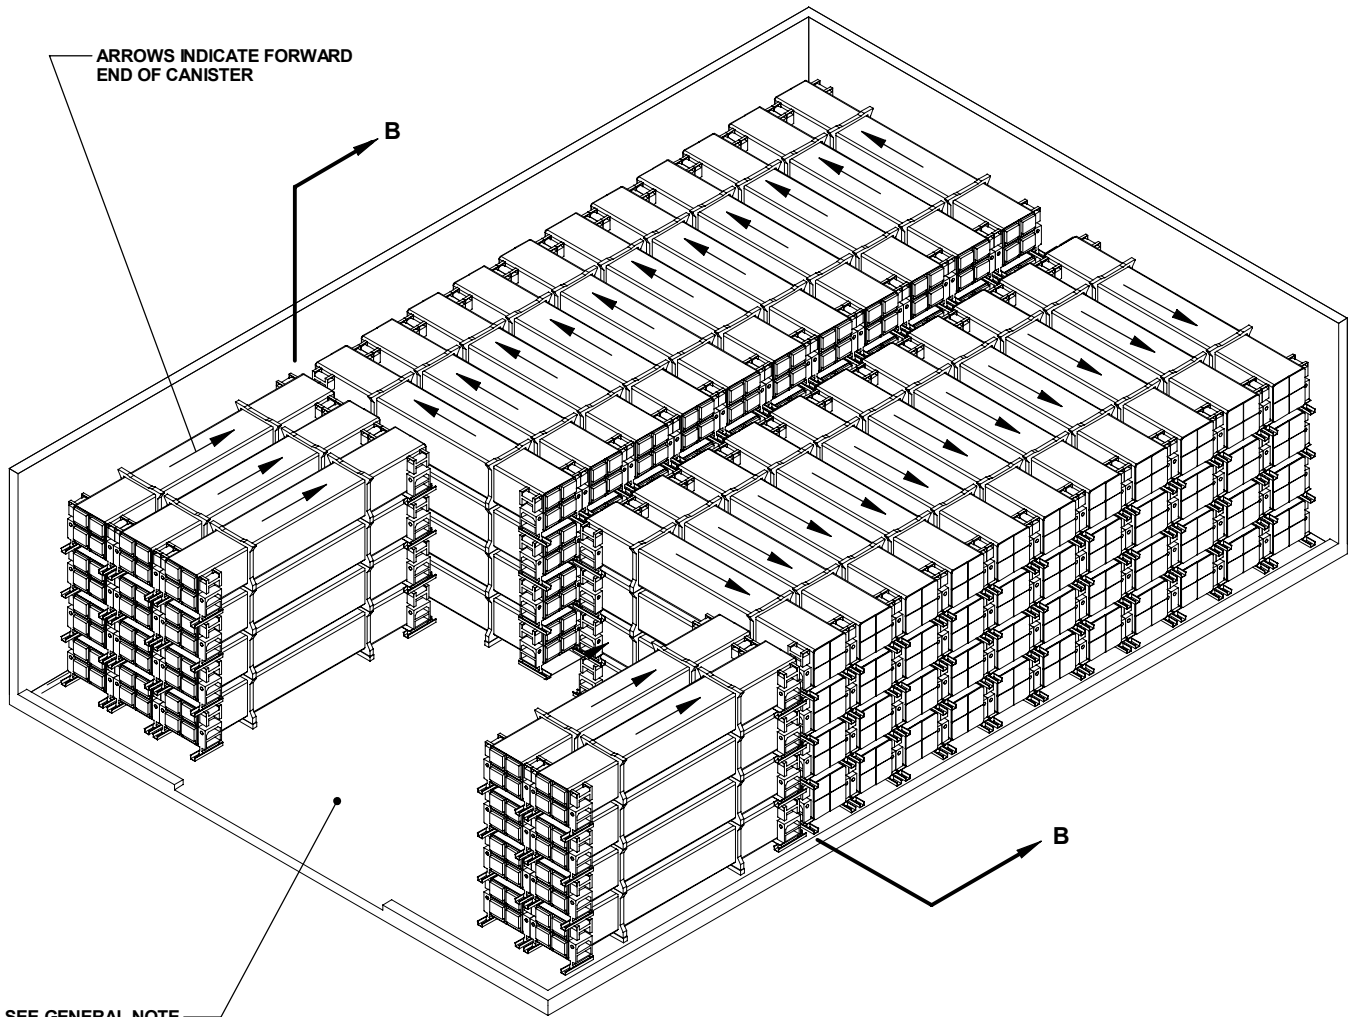 ARROWS INDICATE FORWARD
END OF CANISTER
B
B
SEE GENERAL NOTE